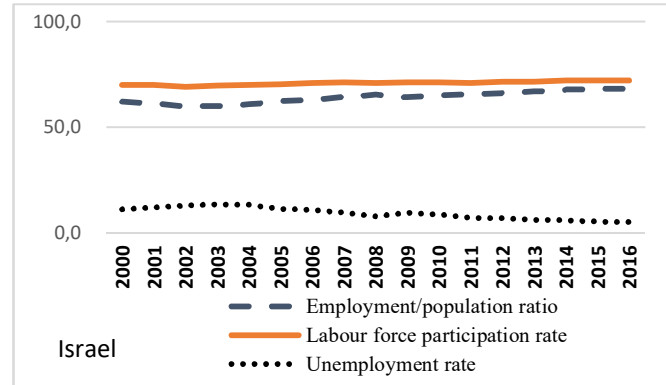 100,0
50,0
0,0
2000 2001 2002 2003 2004 2005 2006 2007 2008 2009 2010 2011 2012 2013 2014 2015 2016
Employment/population ratio
Labour force participation rate
Israel
Unemployment rate